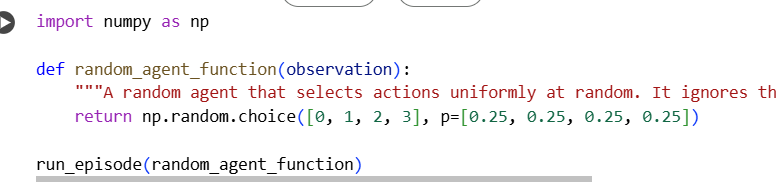 import numpy as np
def random_agent_function(observation):
"""A random agent that selects actions uniformly at random. It ignores th
return np.random.choice([0, 1, 2, 3], p=[0.25, 0.25, 0.25, 0.25])
run_episode(random_agent_function)